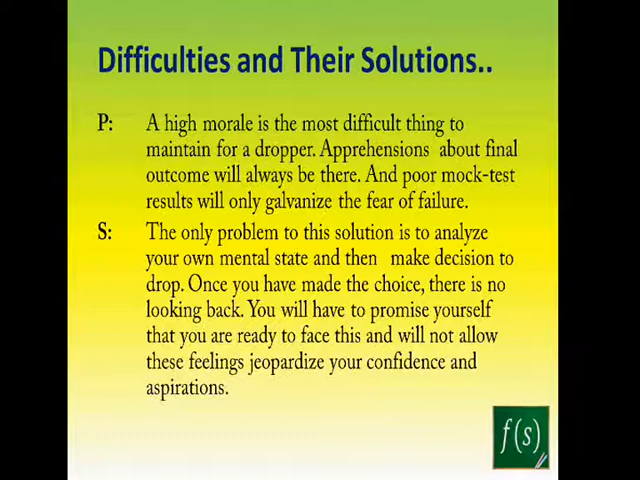 Difficulties and Their Solutions..
P: A high morale is the most difficult thing to
maintain for a dropper. Apprehensions about final
outcome will always be there. And poor mock-test
results will only galvanize the fear of failure.
S: The only problem to this solution is to analyze
your own mental state and then make decision to
drop. Once you have made the choice, there is no
looking back. You will have to promise yourself
that you are ready to face this and will not allow
these feelings jeopardize your confidence and
aspirations.
f(s)